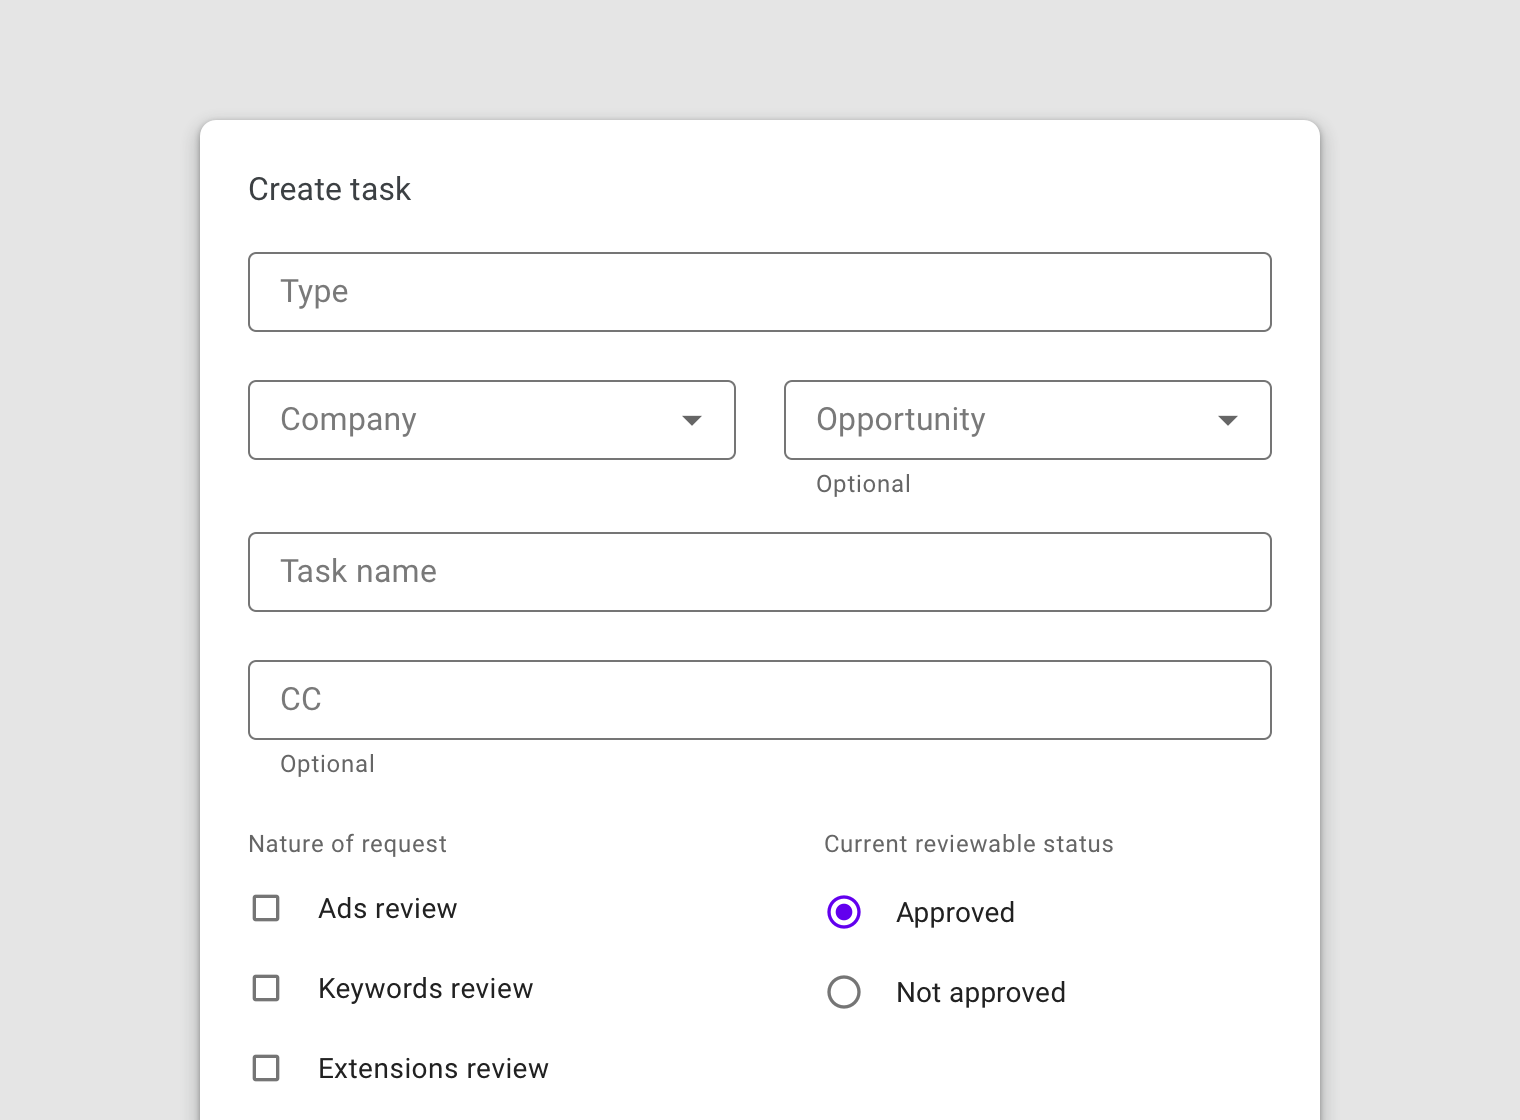 Create task
Type
Company
Opportunity
Optional
Task name
CC
Optional
Nature of request
Ads review
Keywords review
Extensions review
Current reviewable status
Approved
Not approved